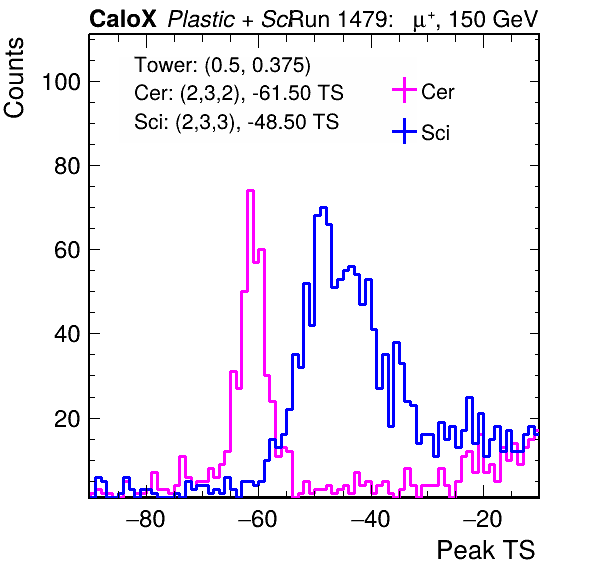 CaloX Plastic + Sci Run 1479: μ⁺, 150 GeV
Counts
Tower: (0.5, 0.375)
Cer: (2,3,2), -61.50 TS
Sci: (2,3,3), -48.50 TS
Cer
Sci
100
80
60
40
20
−80 −60 −40 −20
Peak TS